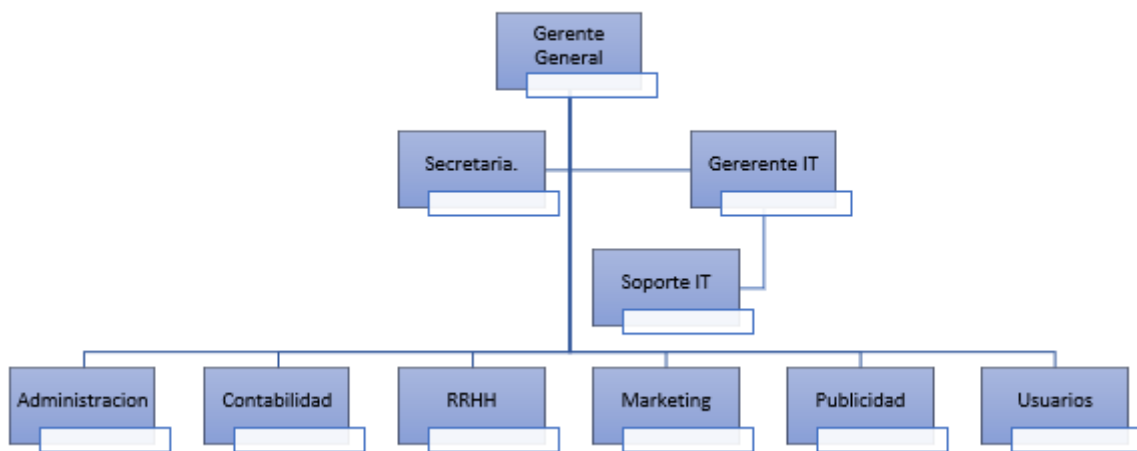 Gerente
General
Secretaria.
Gererente IT
Soporte IT
Administracion
Contabilidad
RRHH
Marketing
Publicidad
Usuarios